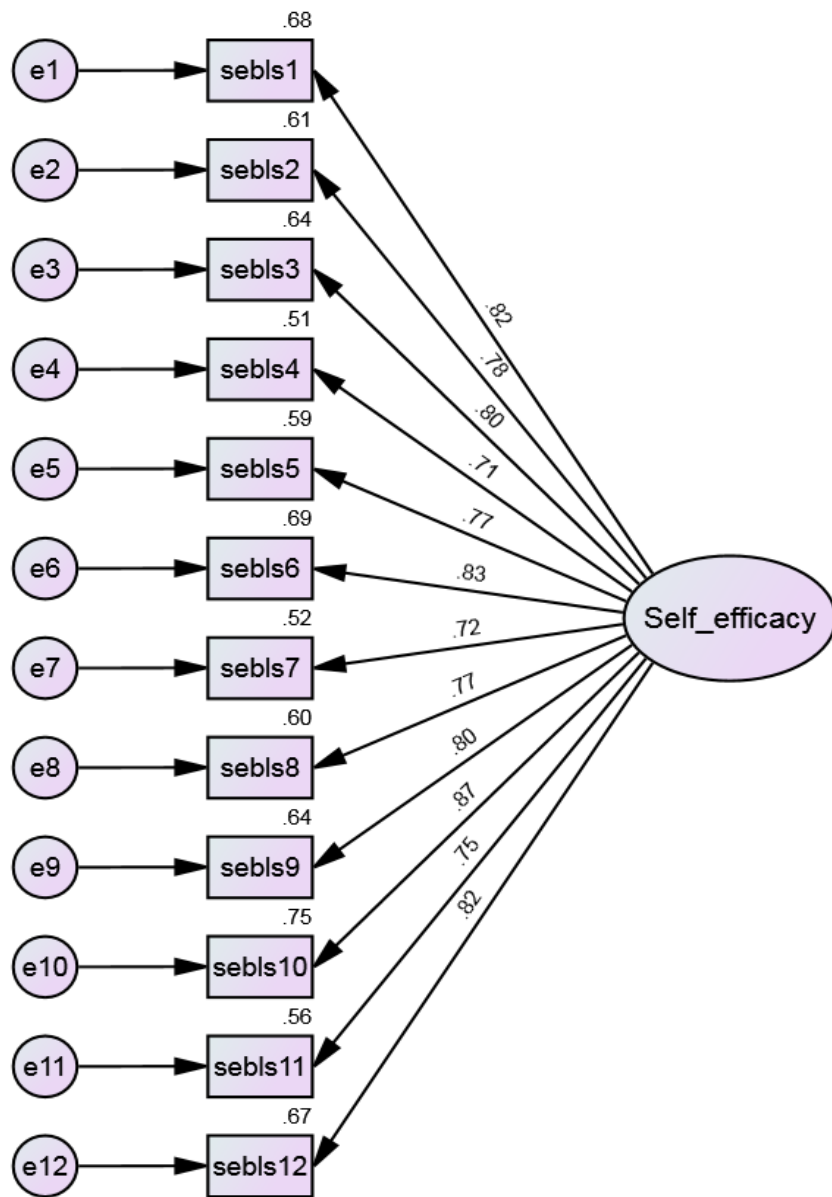 .68
e1 sebls1
.61
e2 sebls2
.64
e3 sebls3
.51
e4 sebls4
.59
e5 sebls5
.69
e6 sebls6
.52
e7 sebls7
.60
e8 sebls8
.64
e9 sebls9
.75
e10 sebls10
.56
e11 sebls11
.67
e12 sebls12
.82
.78
.80
.71
.77
.83
.72
.77
.80
.87
.75
.82
Self_efficacy